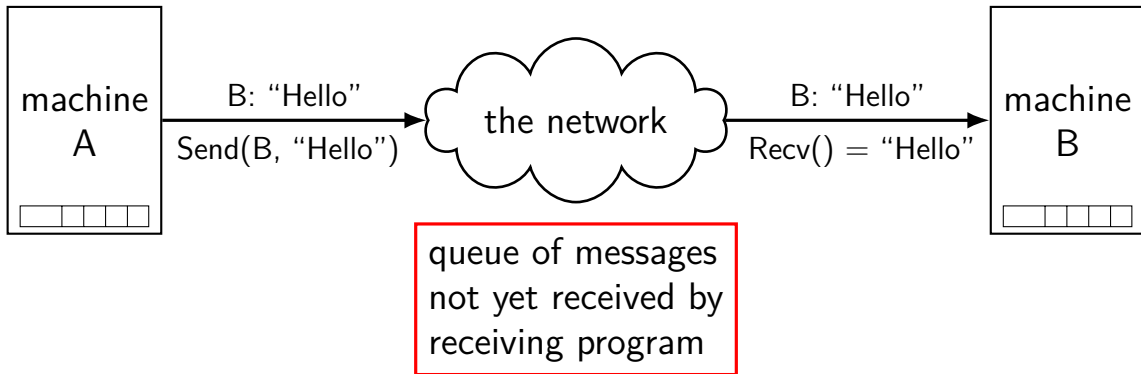 machine
A
B: “Hello”
Send(B, “Hello”)
the network
B: “Hello”
Recv() = “Hello”
machine
B
queue of messages
not yet received by
receiving program